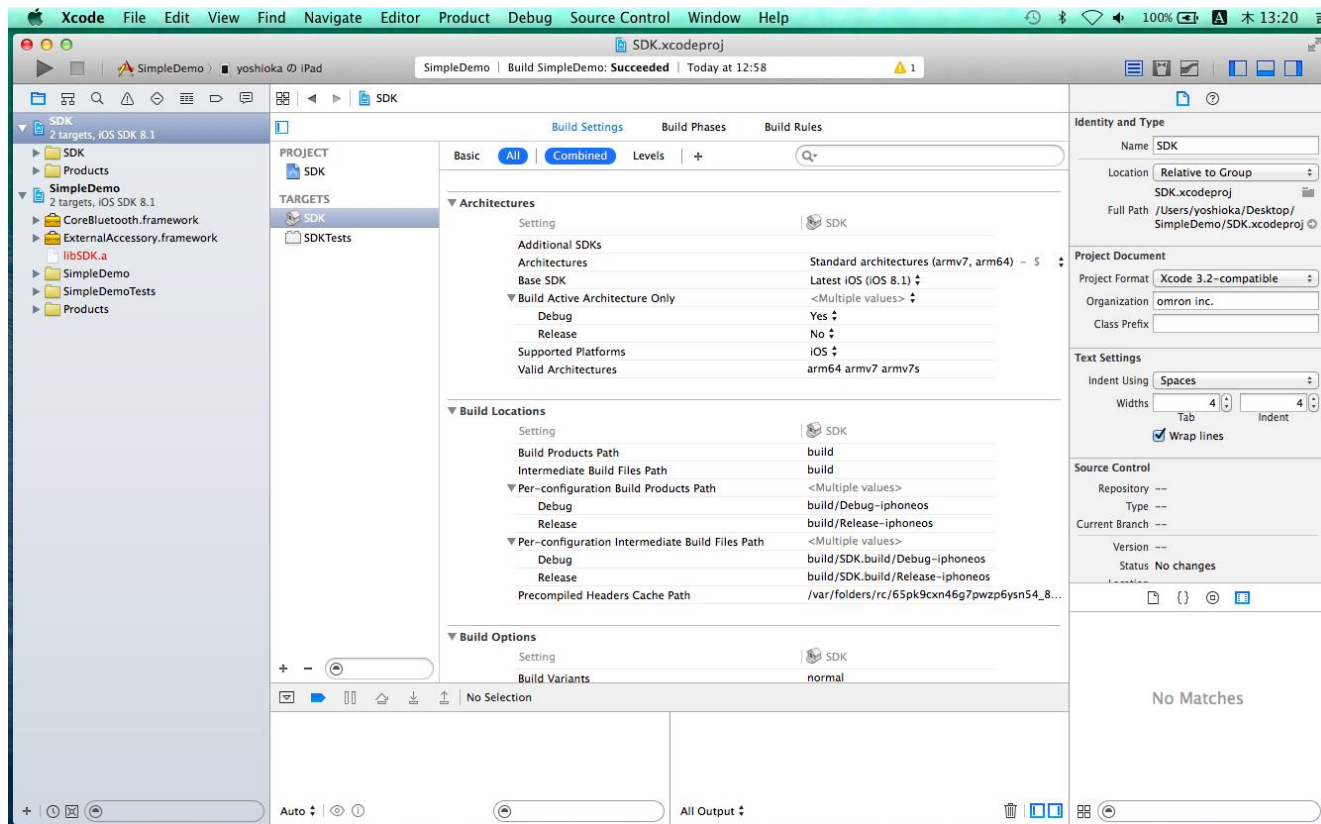 Xcode File Edit View Find Navigate Editor Product Debug Source Control Window Help 100% A 木 13:20
SDK.xcodeproj
SimpleDemo yoshioka の iPad
SimpleDemo | Build SimpleDemo: Succeeded | Today at 12:58 1
SDK
2 targets, iOS SDK 8.1
SDK
Products
SimpleDemo
2 targets, iOS SDK 8.1
CoreBluetooth.framework
ExternalAccessory.framework
libSDK.a
SimpleDemo
SimpleDemoTests
Products
SDK
Build Settings Build Phases Build Rules
PROJECT
SDK
TARGETS
SDK
SDKTests
Basic All Combined Levels +
Architectures
Setting SDK
Additional SDKs
Architectures Standard architectures (armv7, arm64) - $
Base SDK Latest iOS (iOS 8.1)
Build Active Architecture Only <Multiple values>
Debug Yes
Release No
Supported Platforms iOS
Valid Architectures arm64 armv7 armv7s
Build Locations
Setting SDK
Build Products Path build
Intermediate Build Files Path build
Per-configuration Build Products Path <Multiple values>
Debug build/Debug-iphoneos
Release build/Release-iphoneos
Per-configuration Intermediate Build Files Path <Multiple values>
Debug build/SDK.build/Debug-iphoneos
Release build/SDK.build/Release-iphoneos
Precompiled Headers Cache Path /var/folders/rc/65pk9cxn46g7pwzp6ysn54_8...
Build Options
Setting SDK
Build Variants normal
No Selection
Auto
All Output
Identity and Type
Name SDK
Location Relative to Group
SDK.xcodeproj
Full Path /Users/yoshioka/Desktop/
SimpleDemo/SDK.xcodeproj
Project Document
Project Format Xcode 3.2-compatible
Organization omron inc.
Class Prefix
Text Settings
Indent Using Spaces
Widths 4 4
Tab Indent
Wrap lines
Source Control
Repository --
Type --
Current Branch --
Version --
Status No changes
No Matches